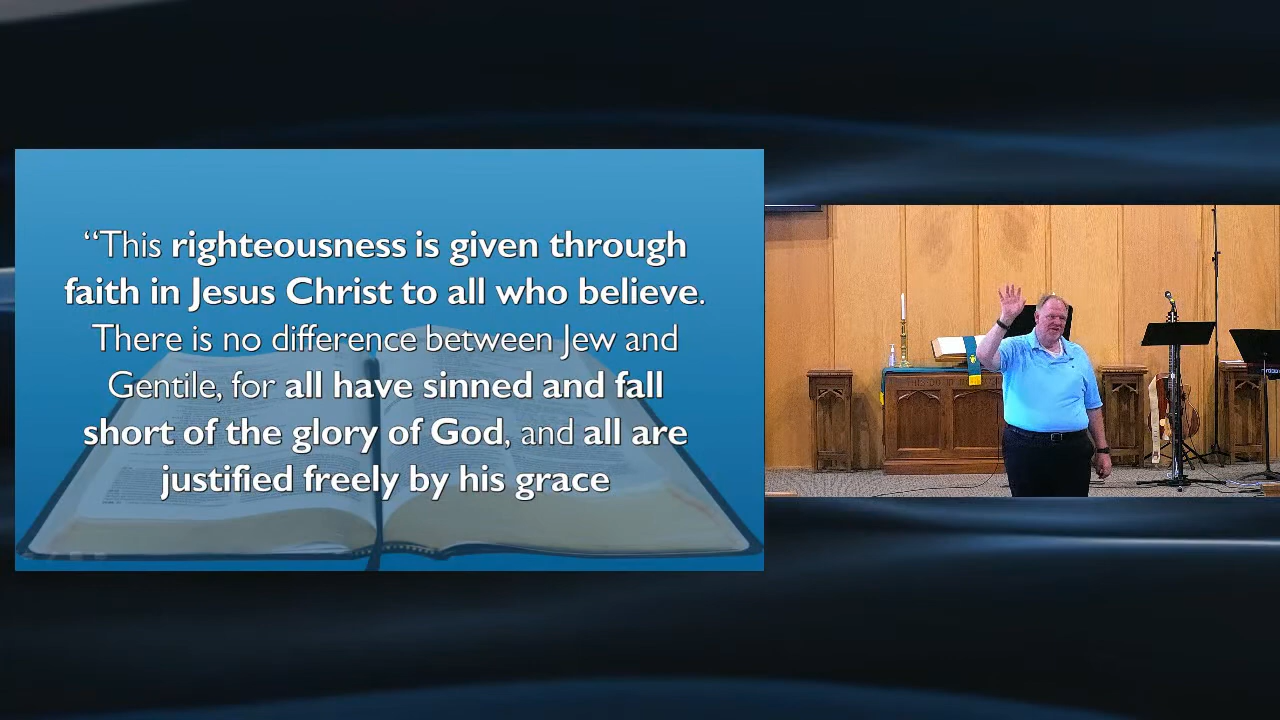 “This righteousness is given through
faith in Jesus Christ to all who believe.
There is no difference between Jew and
Gentile, for all have sinned and fall
short of the glory of God, and all are
justified freely by his grace